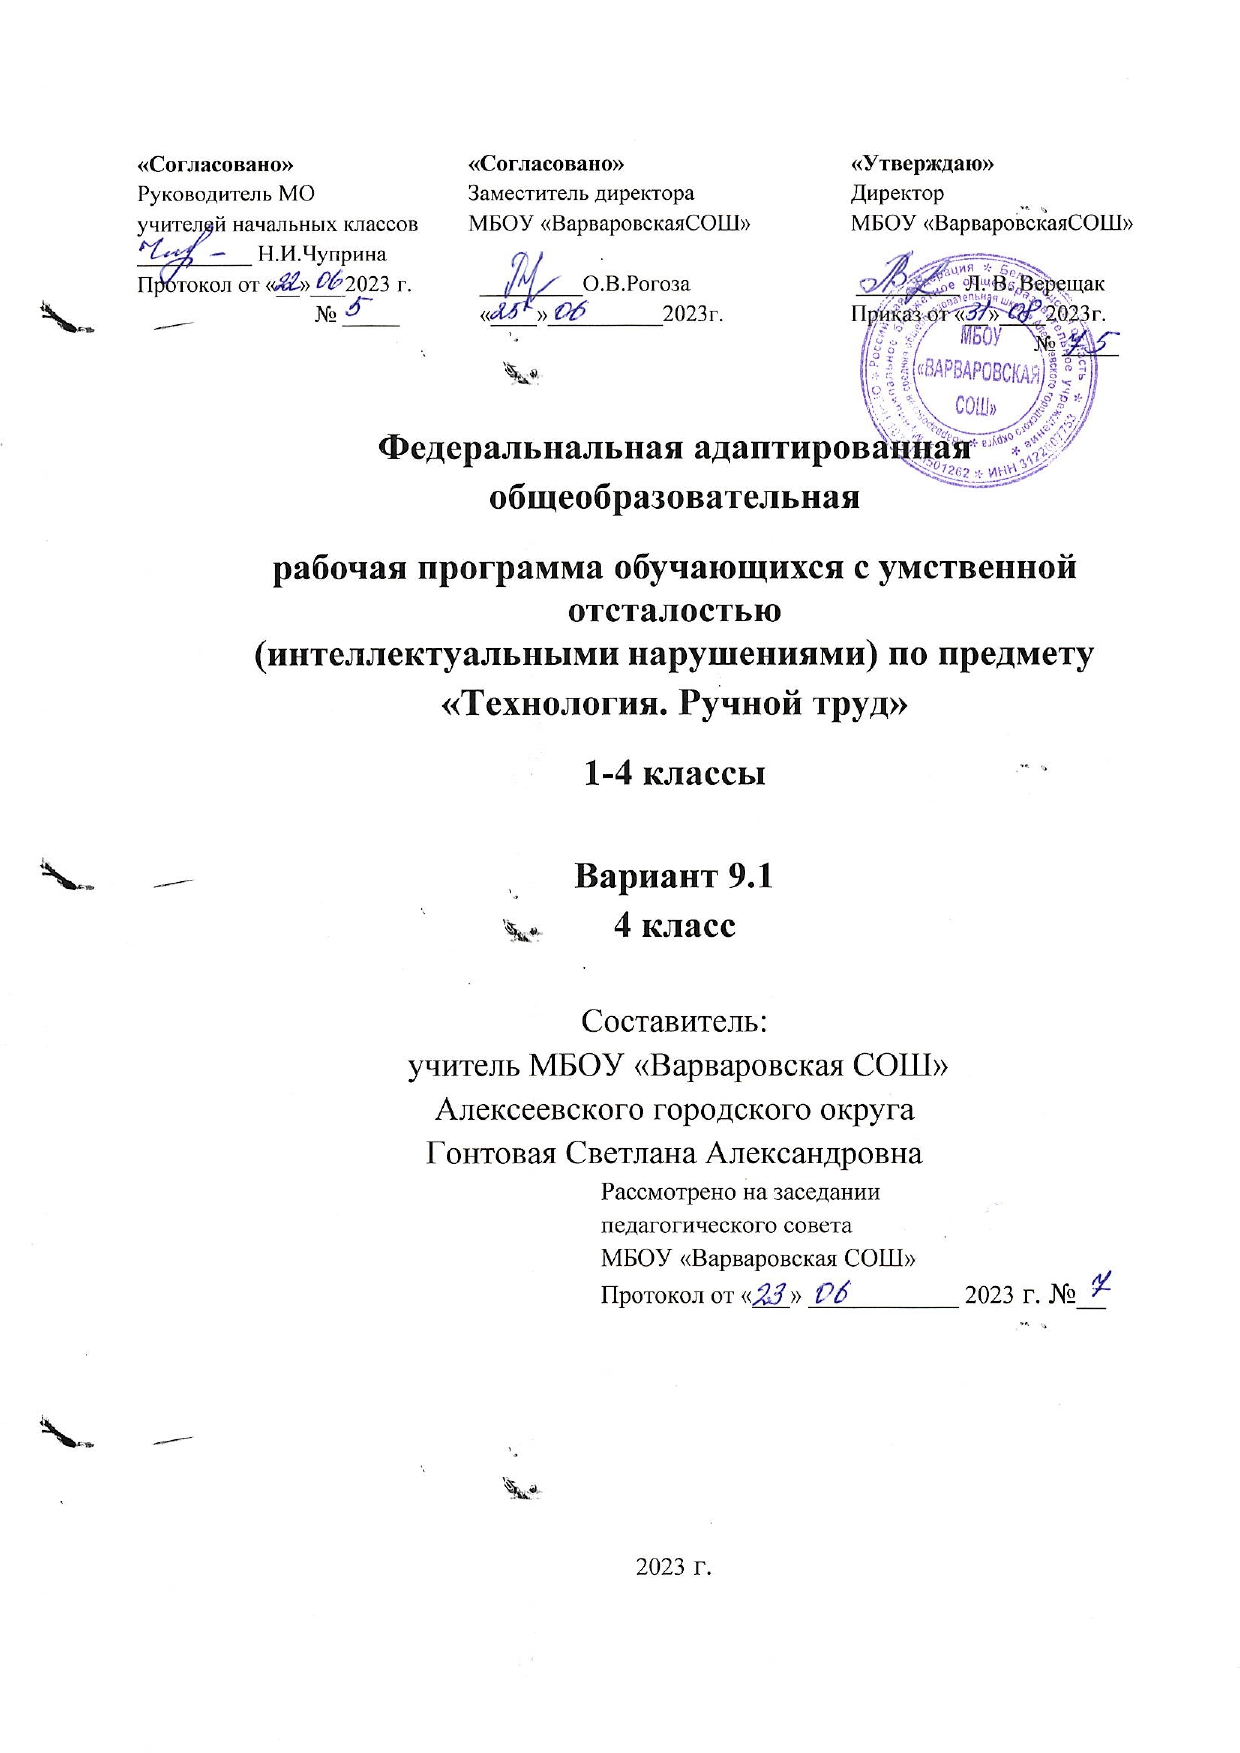 «Согласовано»
Руководитель МО
учителей начальных классов
Н.И.Чуприна
Протокол от «22» 06 2023 г.
№ 5
«Согласовано»
Заместитель директора
МБОУ «ВарваровскаяСОШ»
О.В.Рогоза
«25» 06 2023г.
«Утверждаю»
Директор
МБОУ «ВарваровскаяСОШ»
Л. В. Верещак
Приказ от «31» 08 2023г.
№ 75
МБОУ
«ВАРВАРОВСКАЯ
СОШ»
Федеральнальная адаптированная
общеобразовательная
рабочая программа обучающихся с умственной
отсталостью
(интеллектуальными нарушениями) по предмету
«Технология. Ручной труд»
1-4 классы
Вариант 9.1
4 класс
Составитель:
учитель МБОУ «Варваровская СОШ»
Алексеевского городского округа
Гонтовая Светлана Александровна
Рассмотрено на заседании
педагогического совета
МБОУ «Варваровская СОШ»
Протокол от «23» 06 2023 г. № 7
2023 г.